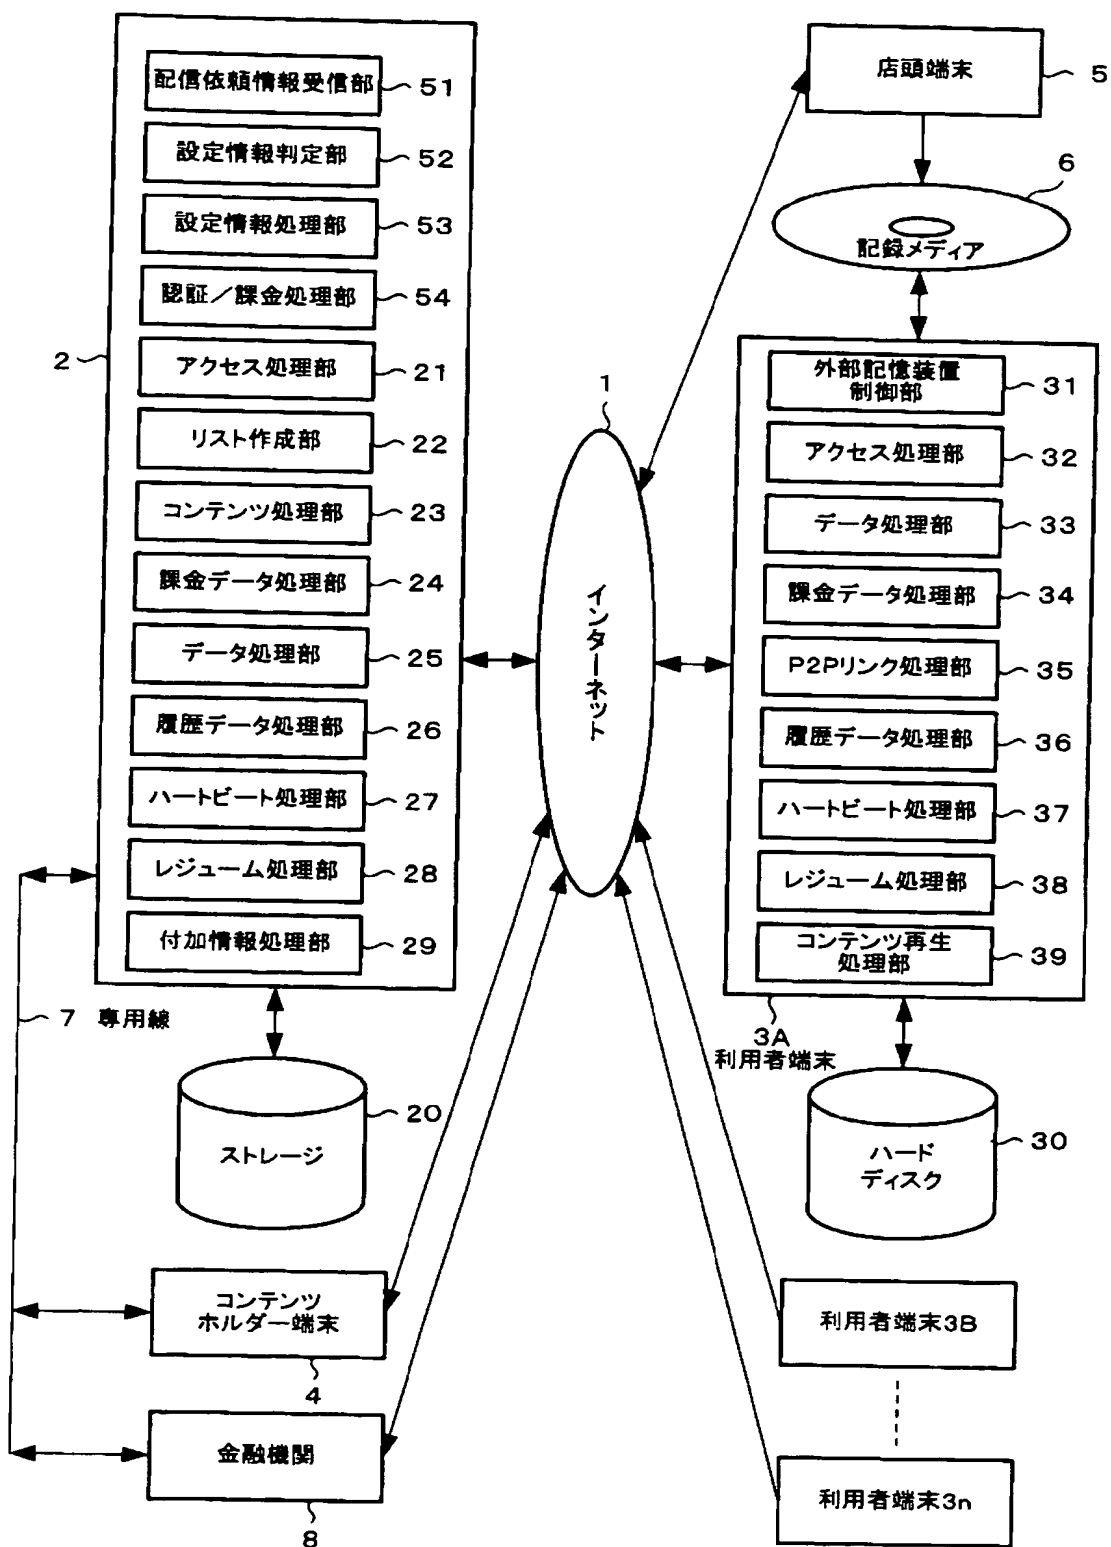 配信依頼情報受信部 51
設定情報判定部 52
設定情報処理部 53
認証/課金処理部 54
アクセス処理部 21
リスト作成部 22
コンテンツ処理部 23
課金データ処理部 24
データ処理部 25
履歴データ処理部 26
ハートビート処理部 27
レジューム処理部 28
付加情報処理部 29
2
7 専用線
ストレージ
20
コンテンツ
ホルダー端末
4
金融機関
8
1
インターネット
店頭端末
5
6
記録メディア
外部記憶装置
制御部
31
アクセス処理部 32
データ処理部 33
課金データ処理部 34
P2Pリンク処理部 35
履歴データ処理部 36
ハートビート処理部 37
レジューム処理部 38
コンテンツ再生
処理部
39
3A
利用者端末
ハード
ディスク
30
利用者端末3B
利用者端末3n